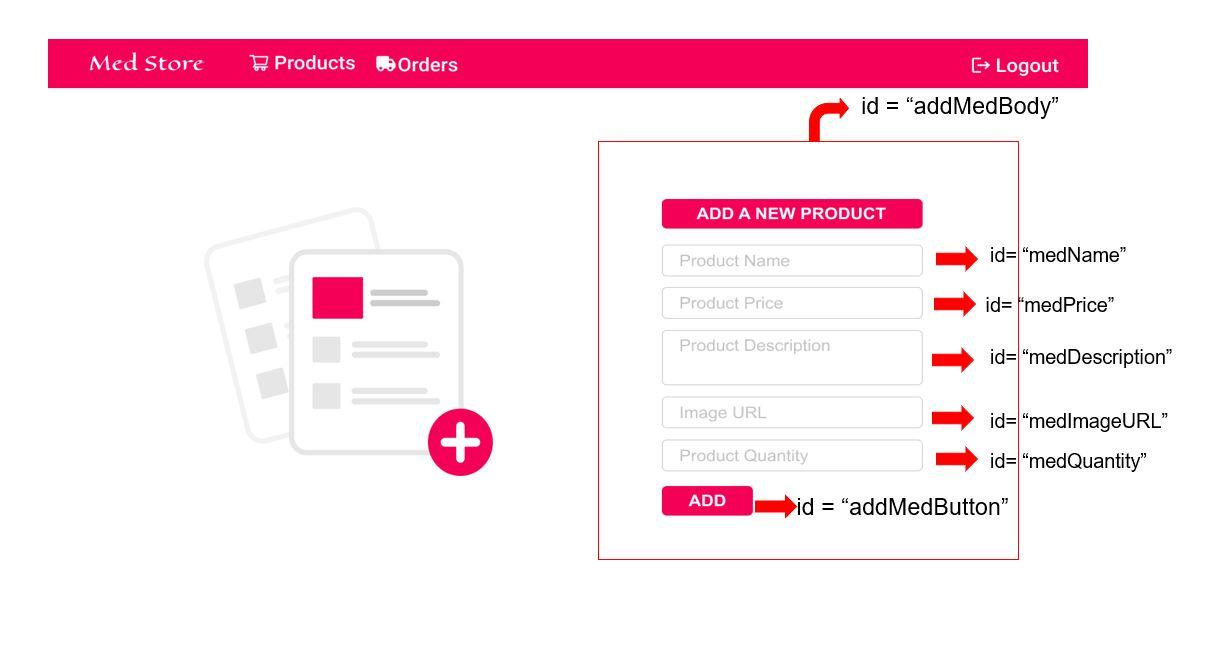 Med Store Products Orders Logout
id = “addMedBody”
ADD A NEW PRODUCT
Product Name id= “medName”
Product Price id= “medPrice”
Product Description id= “medDescription”
Image URL id= “medImageURL”
Product Quantity id= “medQuantity”
ADD id = “addMedButton”